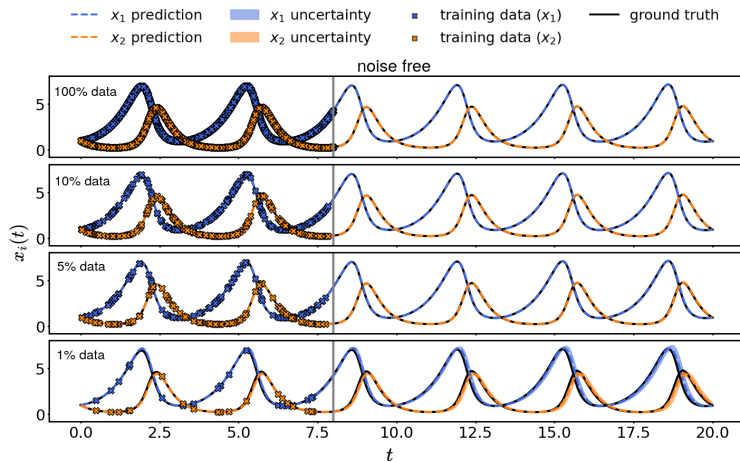 x₁ prediction x₁ uncertainty training data (x₁) ground truth
x₂ prediction x₂ uncertainty training data (x₂)
noise free
100% data
5
0
10% data
5
0
xᵢ(t)
5% data
5
0
1% data
5
0
0.0 2.5 5.0 7.5 10.0 12.5 15.0 17.5 20.0
t